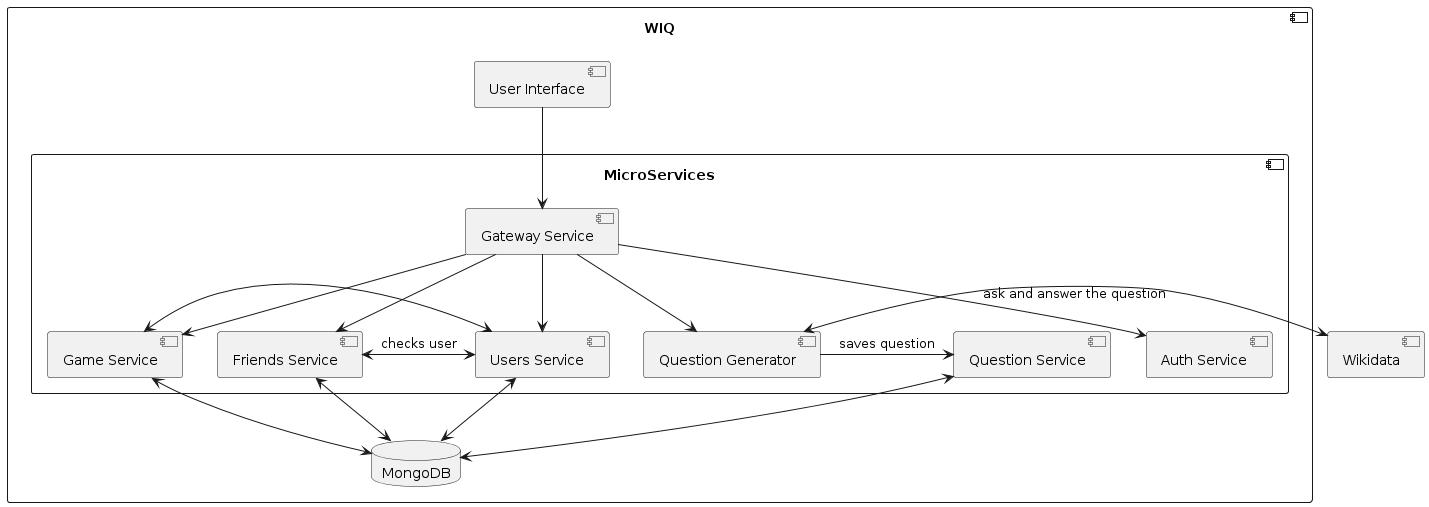 WIQ
User Interface
MicroServices
Gateway Service
ask and answer the question
checks user
saves question
Game Service
Friends Service
Users Service
Question Generator
Question Service
Auth Service
Wikidata
MongoDB